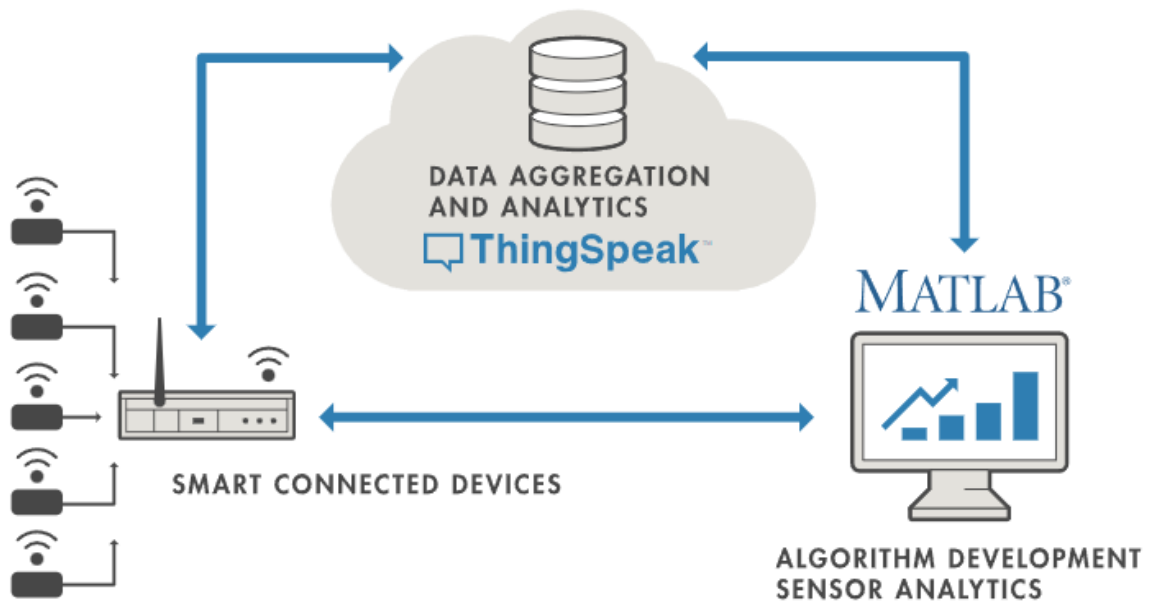 DATA AGGREGATION
AND ANALYTICS
ThingSpeak™
MATLAB®
SMART CONNECTED DEVICES
ALGORITHM DEVELOPMENT
SENSOR ANALYTICS